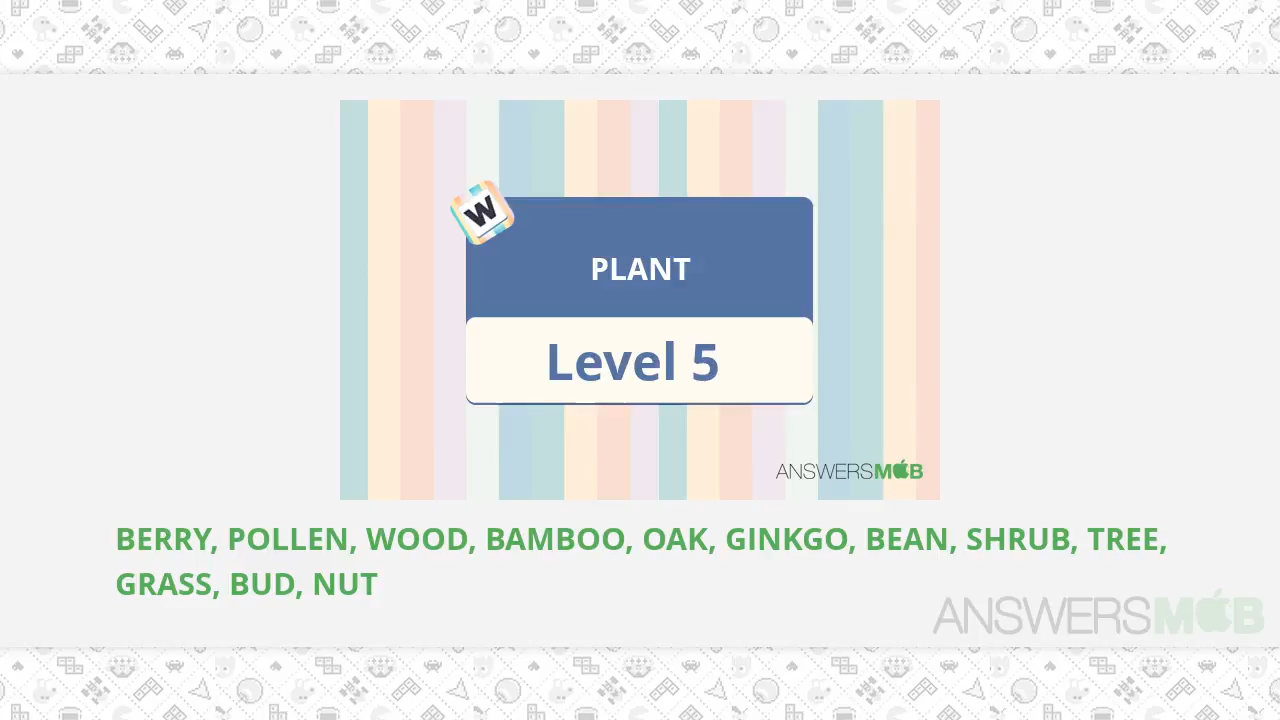 W
PLANT
Level 5
ANSWERSMOB
BERRY, POLLEN, WOOD, BAMBOO, OAK, GINKGO, BEAN, SHRUB, TREE,
GRASS, BUD, NUT
ANSWERSMOB